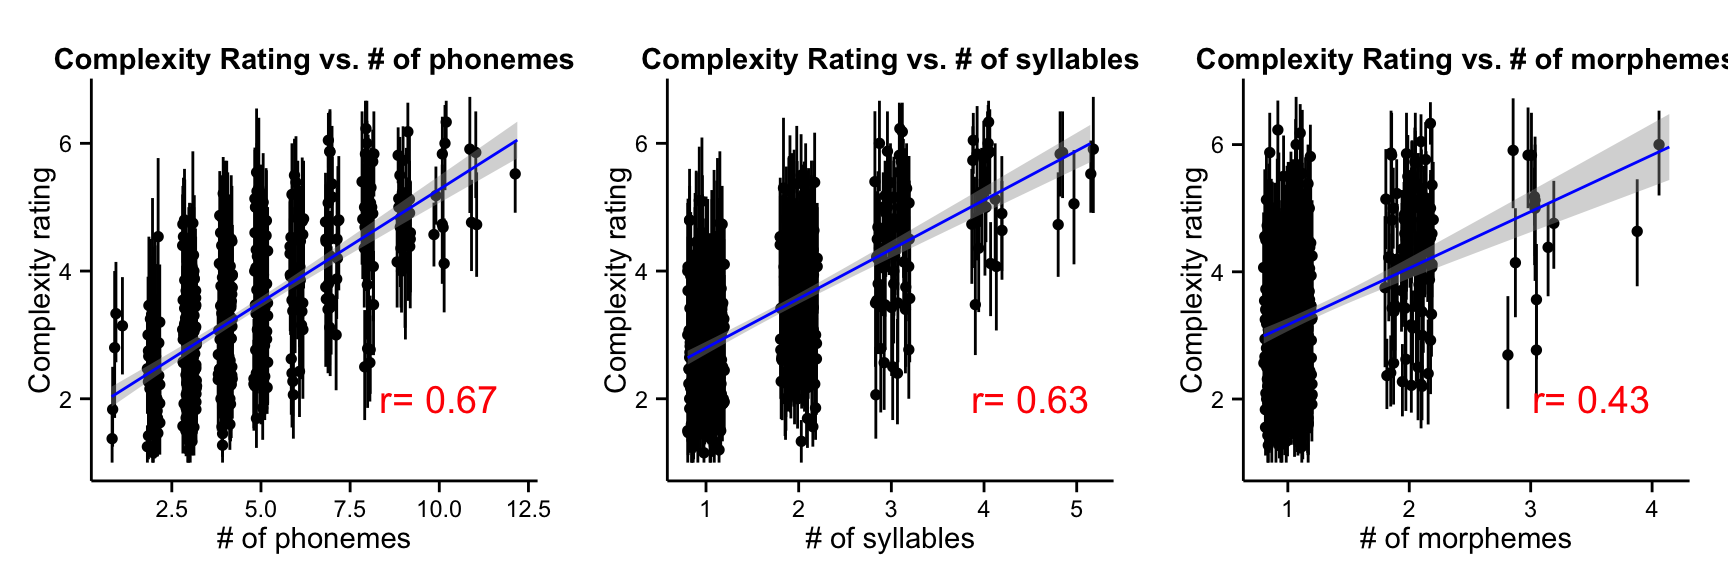 Complexity Rating vs. # of phonemes
Complexity rating
6
4
2
r= 0.67
2.5 5.0 7.5 10.0 12.5
# of phonemes
Complexity Rating vs. # of syllables
Complexity rating
6
4
2
r= 0.63
1 2 3 4 5
# of syllables
Complexity Rating vs. # of morphemes
Complexity rating
6
4
2
r= 0.43
1 2 3 4
# of morphemes